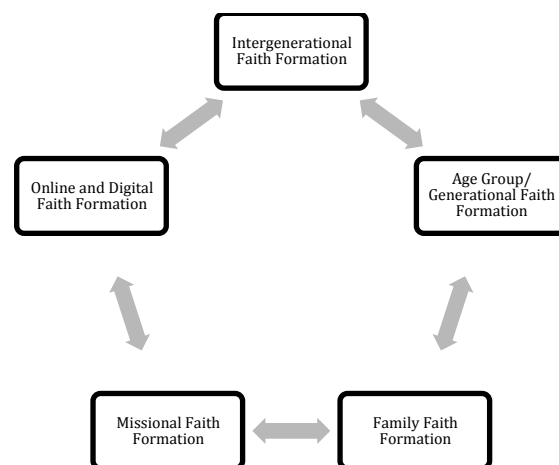 Intergenerational
Faith Formation
Online and Digital
Faith Formation
Age Group/
Generational Faith
Formation
Missional Faith
Formation
Family Faith
Formation